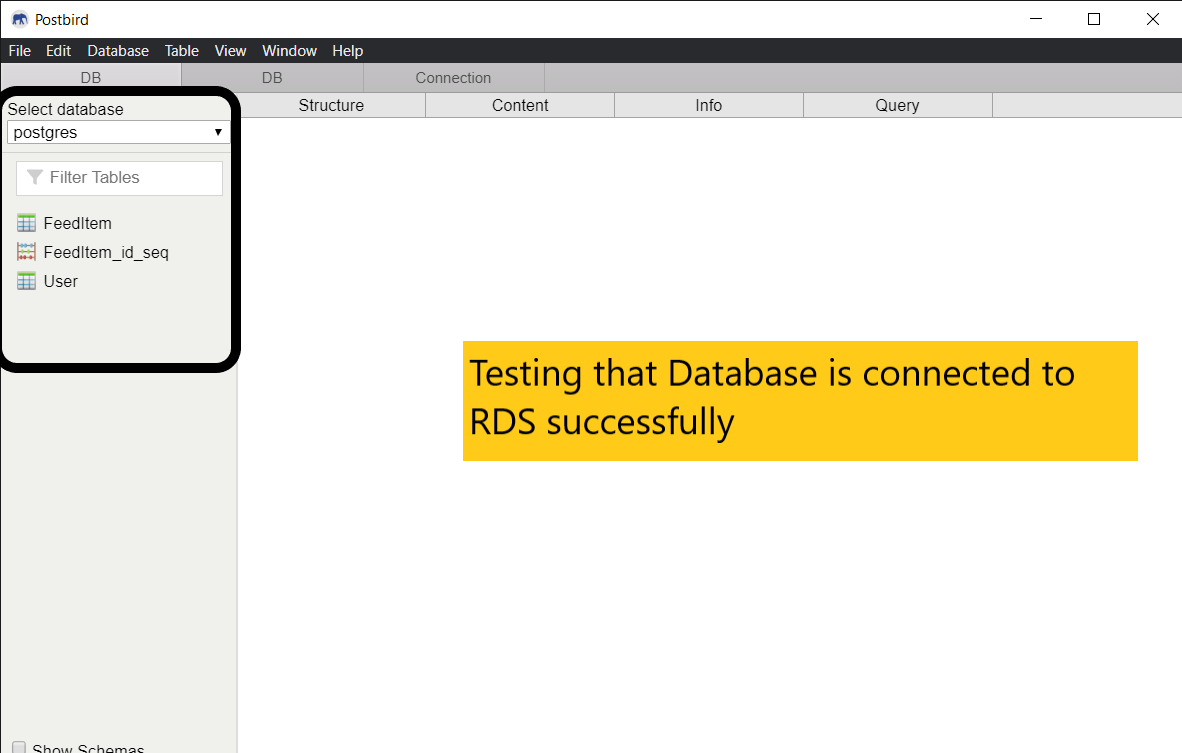 Postbird
File Edit Database Table View Window Help
DB DB Connection
Select database
postgres
Filter Tables
FeedItem
FeedItem_id_seq
User
Structure Content Info Query
Testing that Database is connected to
RDS successfully
Show Schemas